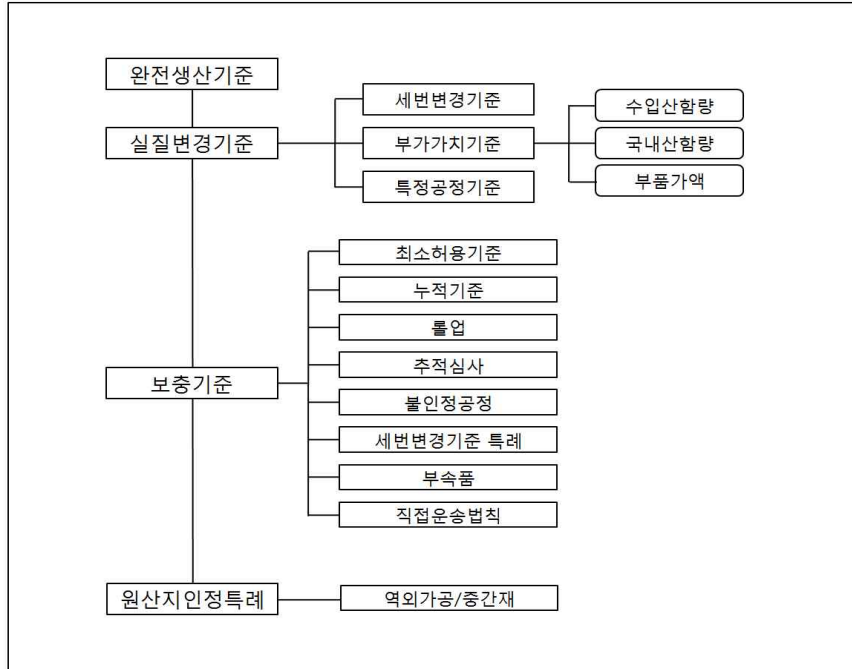 완전생산기준
실질변경기준
세번변경기준
부가가치기준
특정공정기준
수입산함량
국내산함량
부품가액
보충기준
최소허용기준
누적기준
롤업
추적심사
불인정공정
세번변경기준 특례
부속품
직접운송법칙
원산지인정특례
역외가공/중간재